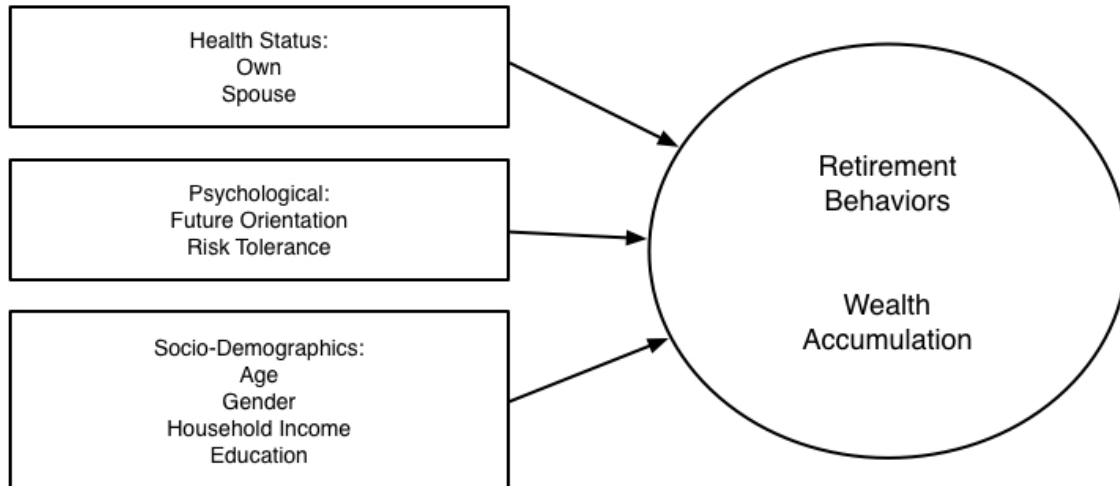 Health Status:
Own
Spouse
Psychological:
Future Orientation
Risk Tolerance
Socio-Demographics:
Age
Gender
Household Income
Education
Retirement
Behaviors
Wealth
Accumulation